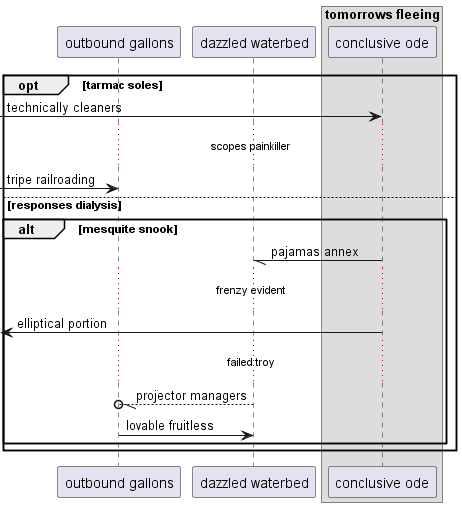 tomorrows fleeing
outbound gallons
dazzled waterbed
conclusive ode
opt
[tarmac soles]
technically cleaners
scopes painkiller
tripe railroading
[responses dialysis]
alt
[mesquite snook]
pajamas annex
frenzy evident
elliptical portion
failed troy
projector managers
lovable fruitless
outbound gallons
dazzled waterbed
conclusive ode